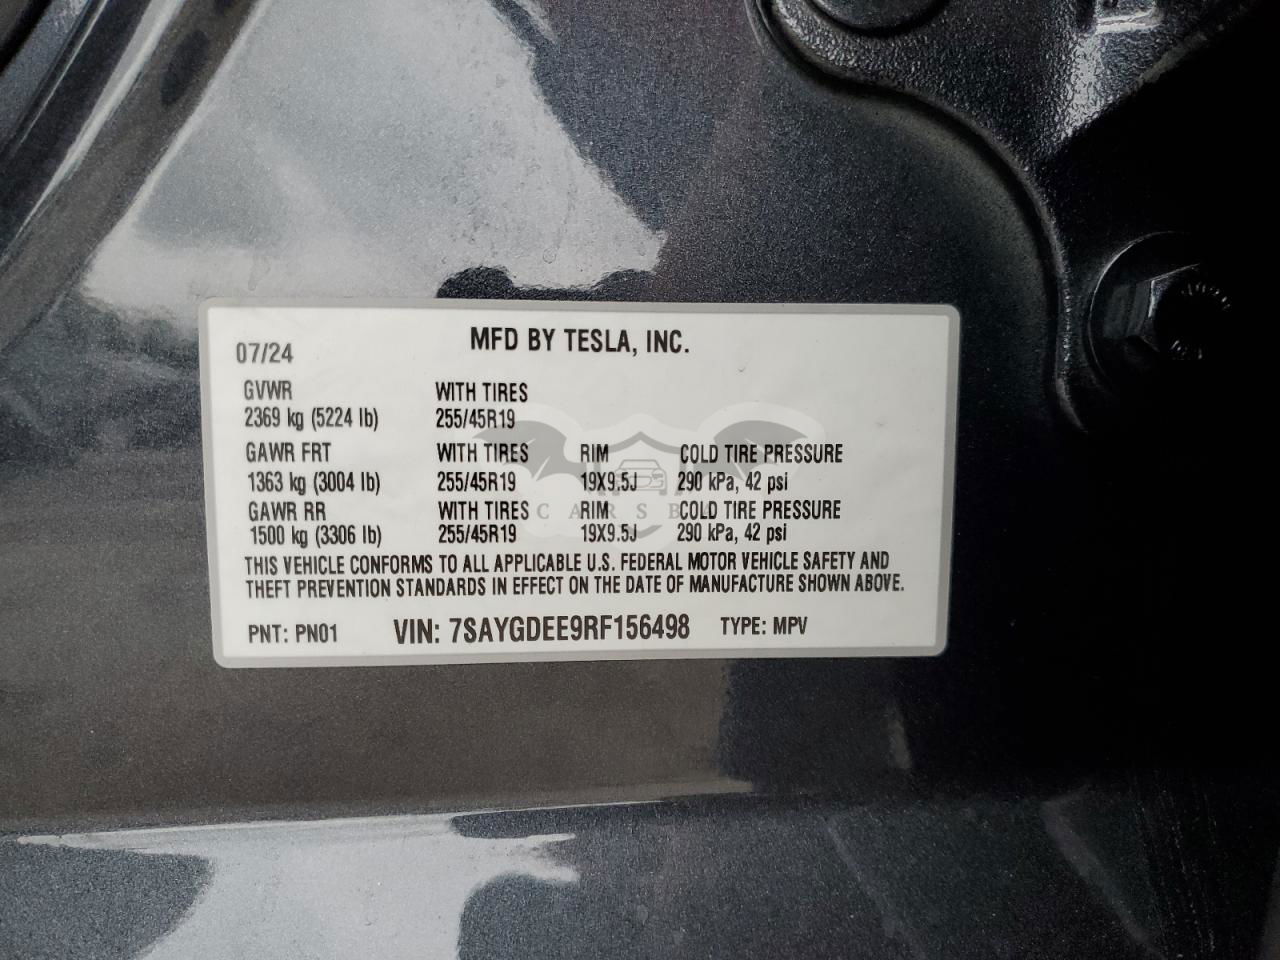 07/24 MFD BY TESLA, INC.
GVWR WITH TIRES
2369 kg (5224 lb) 255/45R19
GAWR FRT WITH TIRES RIM COLD TIRE PRESSURE
1363 kg (3004 lb) 255/45R19 19X9.5J 290 kPa, 42 psi
GAWR RR WITH TIRES RIM COLD TIRE PRESSURE
1500 kg (3306 lb) 255/45R19 19X9.5J 290 kPa, 42 psi
THIS VEHICLE CONFORMS TO ALL APPLICABLE U.S. FEDERAL MOTOR VEHICLE SAFETY AND
THEFT PREVENTION STANDARDS IN EFFECT ON THE DATE OF MANUFACTURE SHOWN ABOVE.
PNT: PN01 VIN: 7SAYGDEE9RF156498 TYPE: MPV